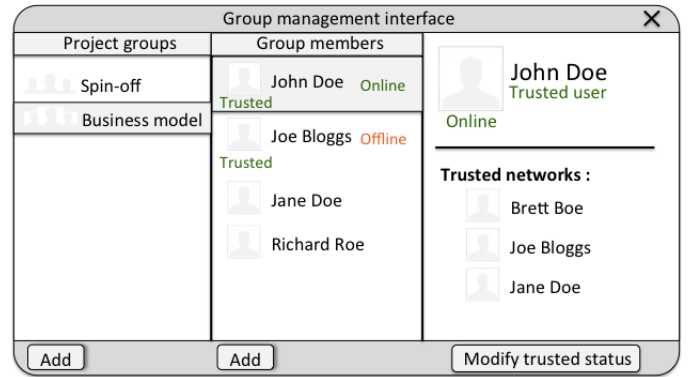 Group management interface
Project groups
Spin-off
Business model
Add
Group members
John Doe Online
Trusted
Joe Bloggs Offline
Trusted
Jane Doe
Richard Roe
Add
John Doe
Trusted user
Online
Trusted networks :
Brett Boe
Joe Bloggs
Jane Doe
Modify trusted status